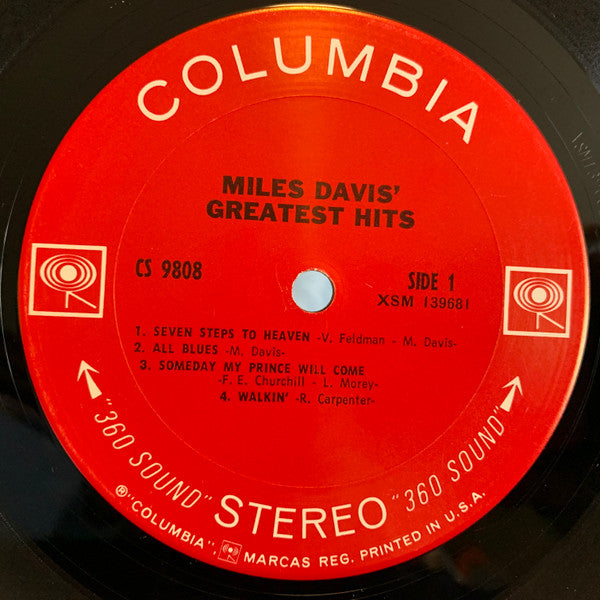 COLUMBIA
MILES DAVIS'
GREATEST HITS
CS 9808
SIDE 1
XSM 139681
1. SEVEN STEPS TO HEAVEN -V. Feldman - M. Davis-
2. ALL BLUES -M. Davis-
3. SOMEDAY MY PRINCE WILL COME
-F. E. Churchill - L. Morey-
4. WALKIN' -R. Carpenter-
"360 SOUND" STEREO "360 SOUND"
® "COLUMBIA", MARCAS REG. PRINTED IN U.S.A.